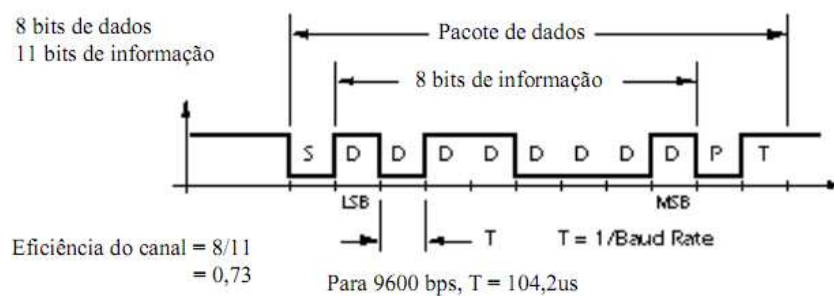 8 bits de dados
11 bits de informação
Pacote de dados
8 bits de informação
S D D D D D D D D P T
LSB MSB
T T = 1/Baud Rate
Eficiência do canal = 8/11
= 0,73
Para 9600 bps, T = 104,2us